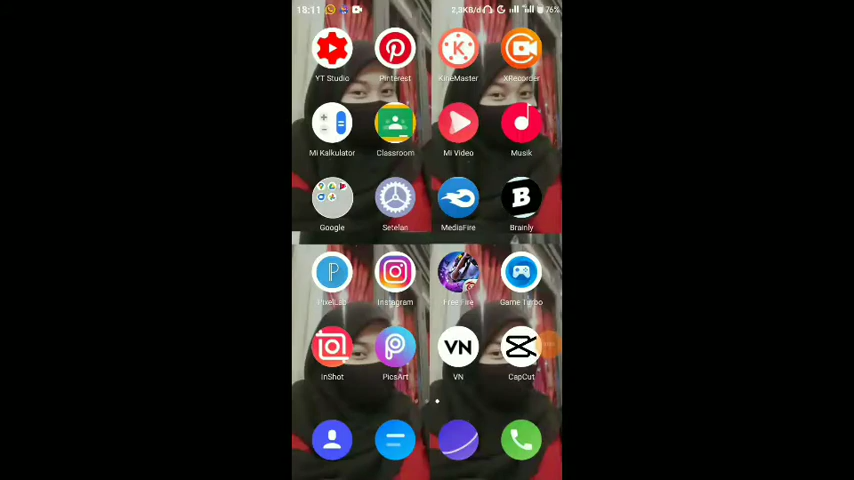 18:11 2,3KB/d 76%
YT Studio Pinterest KineMaster XRecorder
Mi Kalkulator Classroom Mi Video Musik
Google Setelan MediaFire Brainly
PixelLab Instagram Free Fire Game Turbo
VN
InShot PicsArt VN CapCut